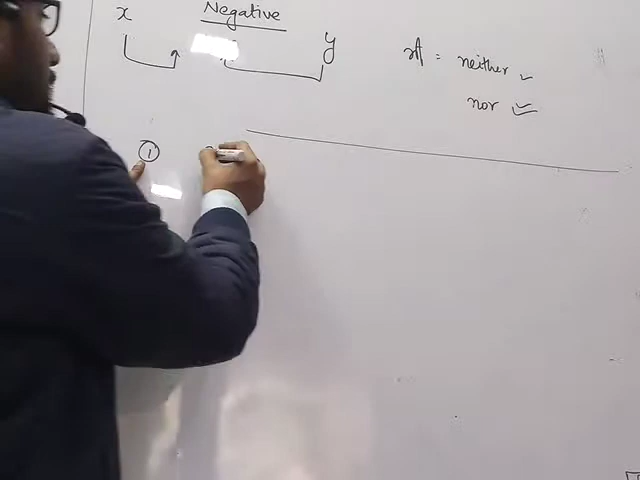 x Negative y
A = neither ✓
nor ✓
①